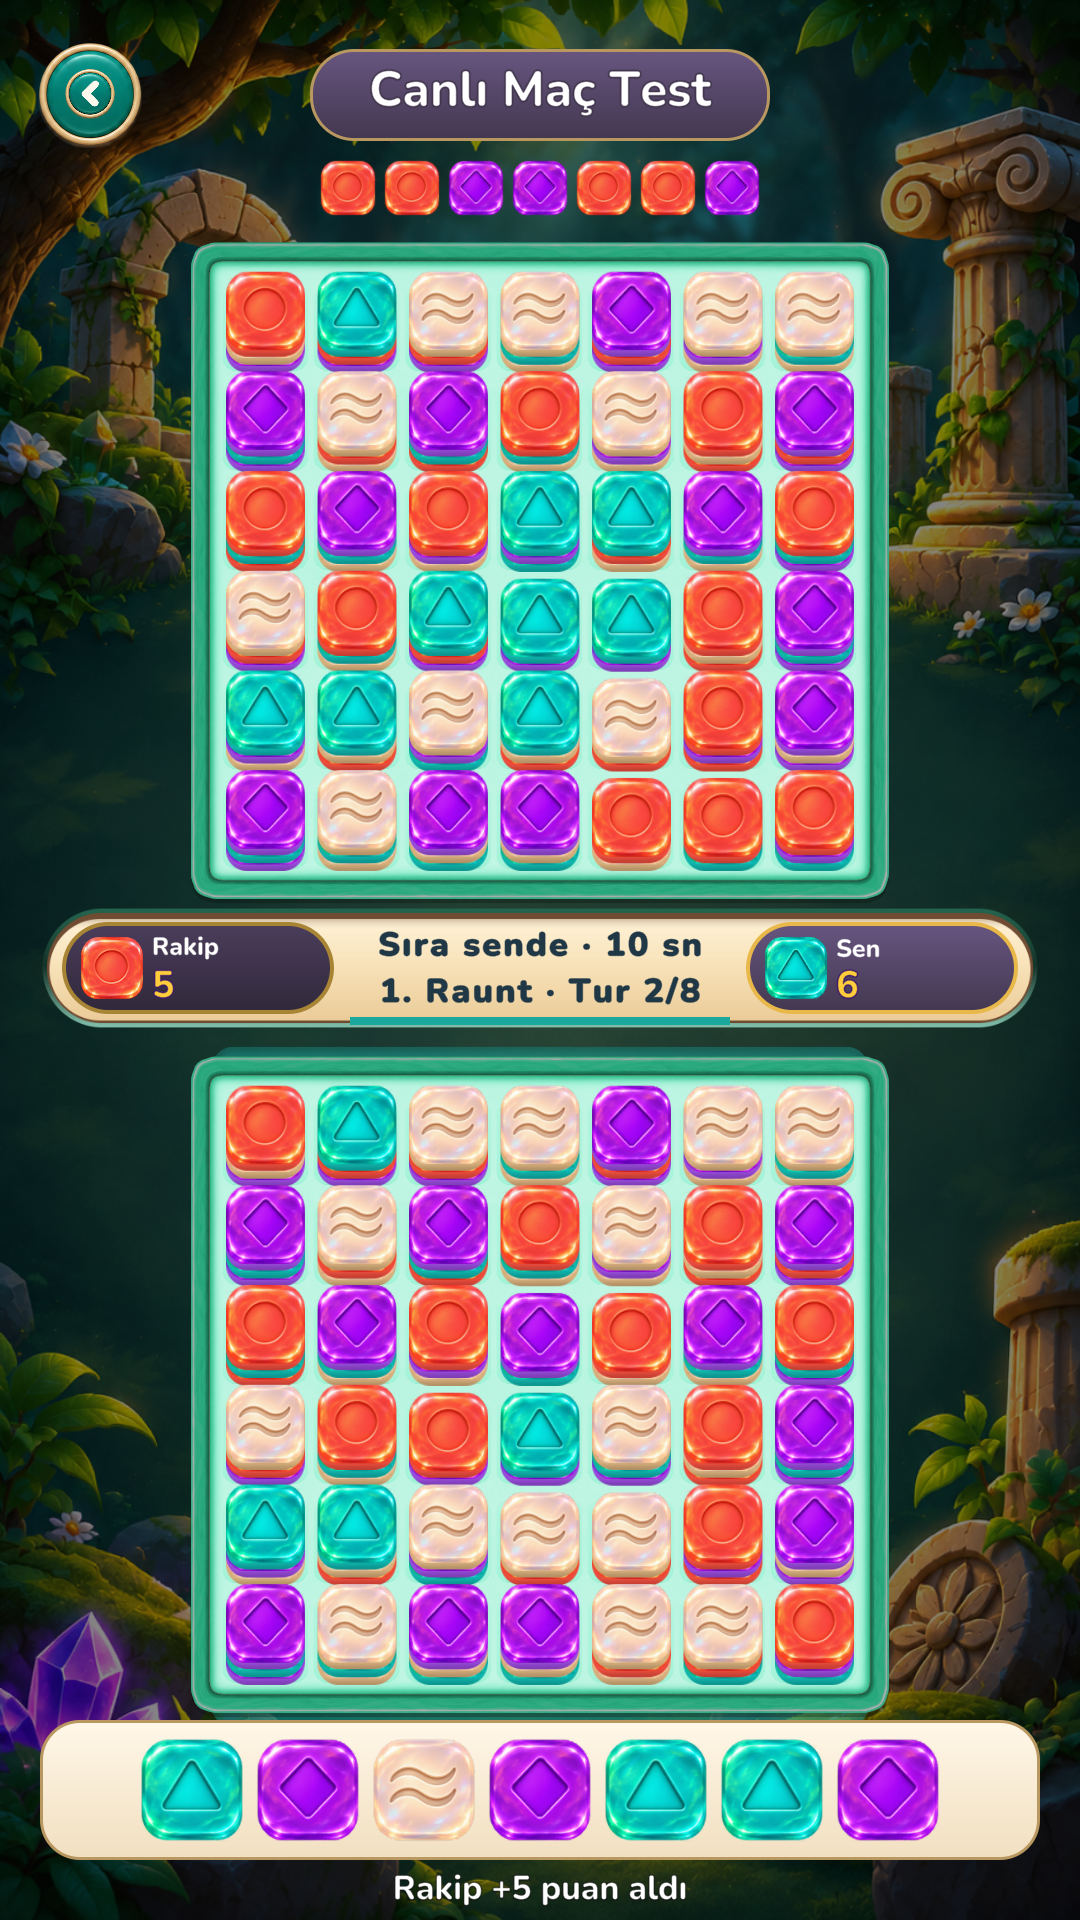 Canlı Maç Test
Rakip
5
Sıra sende · 10 sn
1. Raunt · Tur 2/8
Sen
6
Rakip +5 puan aldı